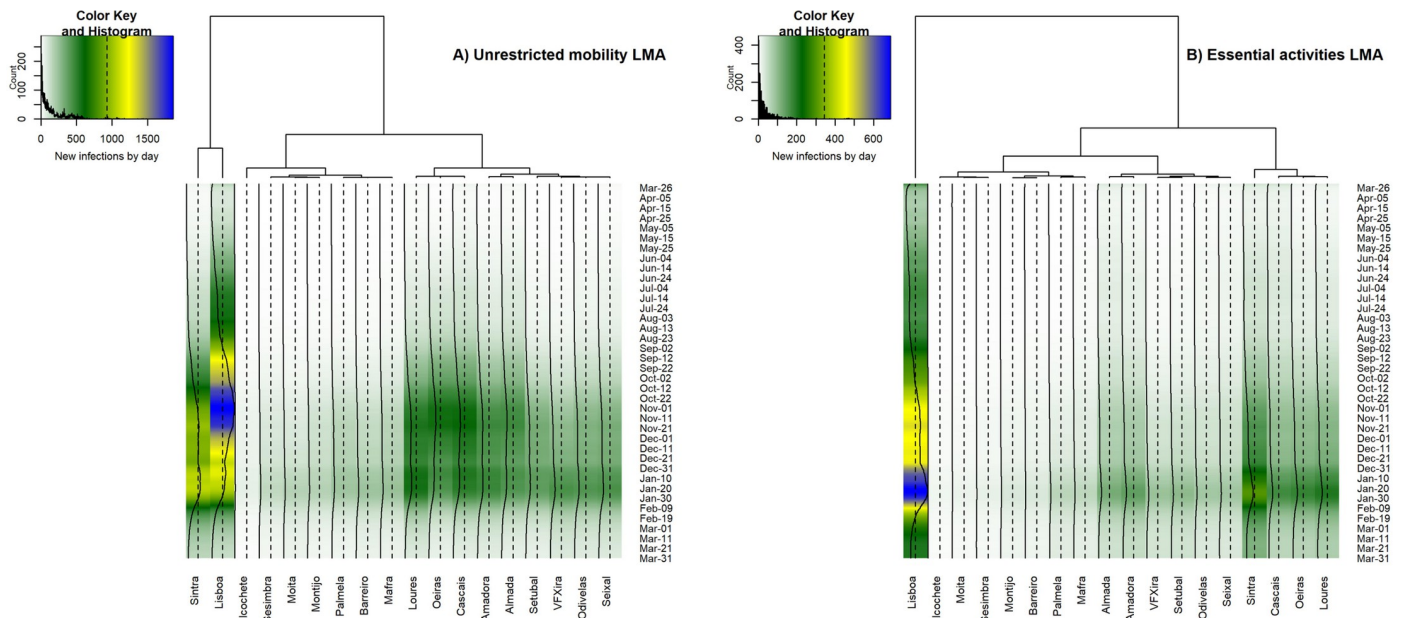 Color Key
and Histogram
Count
0 100 200
0 500 1000 1500
New infections by day
A) Unrestricted mobility LMA
Mar-26
Apr-05
Apr-15
Apr-25
May-05
May-15
May-25
Jun-04
Jun-14
Jun-24
Jul-04
Jul-14
Jul-24
Aug-03
Aug-13
Aug-23
Sep-02
Sep-12
Sep-22
Oct-02
Oct-12
Oct-22
Nov-01
Nov-11
Nov-21
Dec-01
Dec-11
Dec-21
Dec-31
Jan-10
Jan-20
Jan-30
Feb-09
Feb-19
Mar-01
Mar-11
Mar-21
Mar-31
Sintra
Lisboa
lcochete
Sesimbra
Moita
Montijo
Palmela
Barreiro
Mafra
Loures
Oeiras
Cascais
Amadora
Almada
Setubal
VFXira
Odivelas
Seixal
Color Key
and Histogram
Count
0 100 200 300 400
0 200 400 600
New infections by day
B) Essential activities LMA
Mar-26
Apr-05
Apr-15
Apr-25
May-05
May-15
May-25
Jun-04
Jun-14
Jun-24
Jul-04
Jul-14
Jul-24
Aug-03
Aug-13
Aug-23
Sep-02
Sep-12
Sep-22
Oct-02
Oct-12
Oct-22
Nov-01
Nov-11
Nov-21
Dec-01
Dec-11
Dec-21
Dec-31
Jan-10
Jan-20
Jan-30
Feb-09
Feb-19
Mar-01
Mar-11
Mar-21
Mar-31
Lisboa
lcochete
Moita
Sesimbra
Montijo
Barreiro
Palmela
Mafra
Almada
Amadora
VFXira
Setubal
Odivelas
Seixal
Sintra
Cascais
Oeiras
Loures